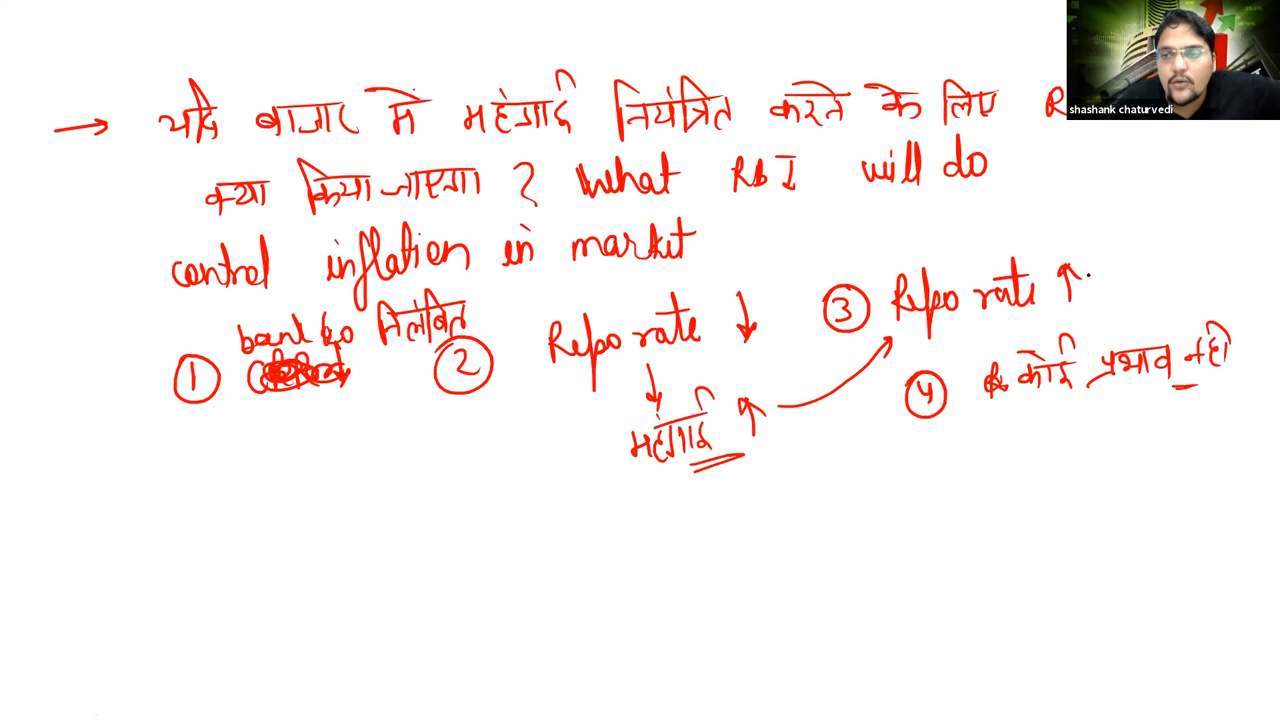 → यदि बाजार में महंगाई नियंत्रित करने के लिए R
क्या किया जाएगा ? What RBI will do
control inflation in market
① bank ko निलंबित
② Repo rate ↓
↓
महंगाई ↑
③ Repo rate ↑
④ कोई प्रभाव नही
shashank chaturvedi